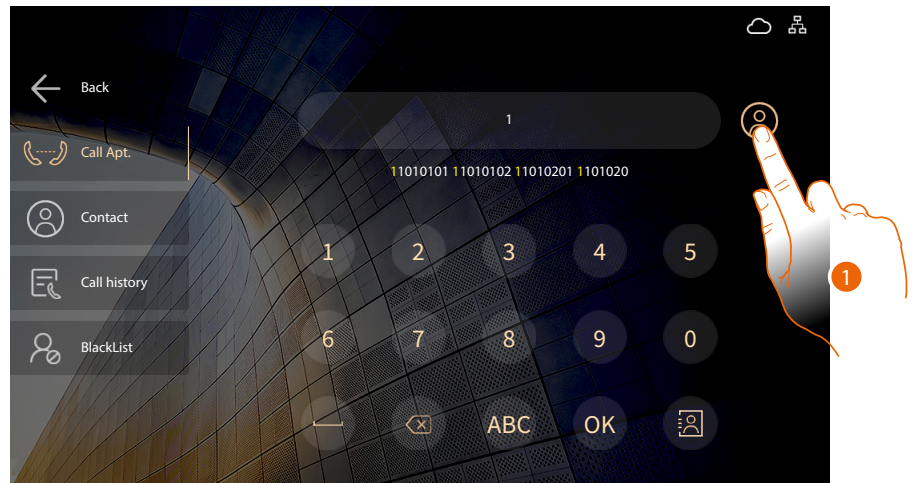 Back
Call Apt.
Contact
Call history
BlackList
1
11010101 11010102 11010201 1101020
1 2 3 4 5
6 7 8 9 0
ABC OK
1